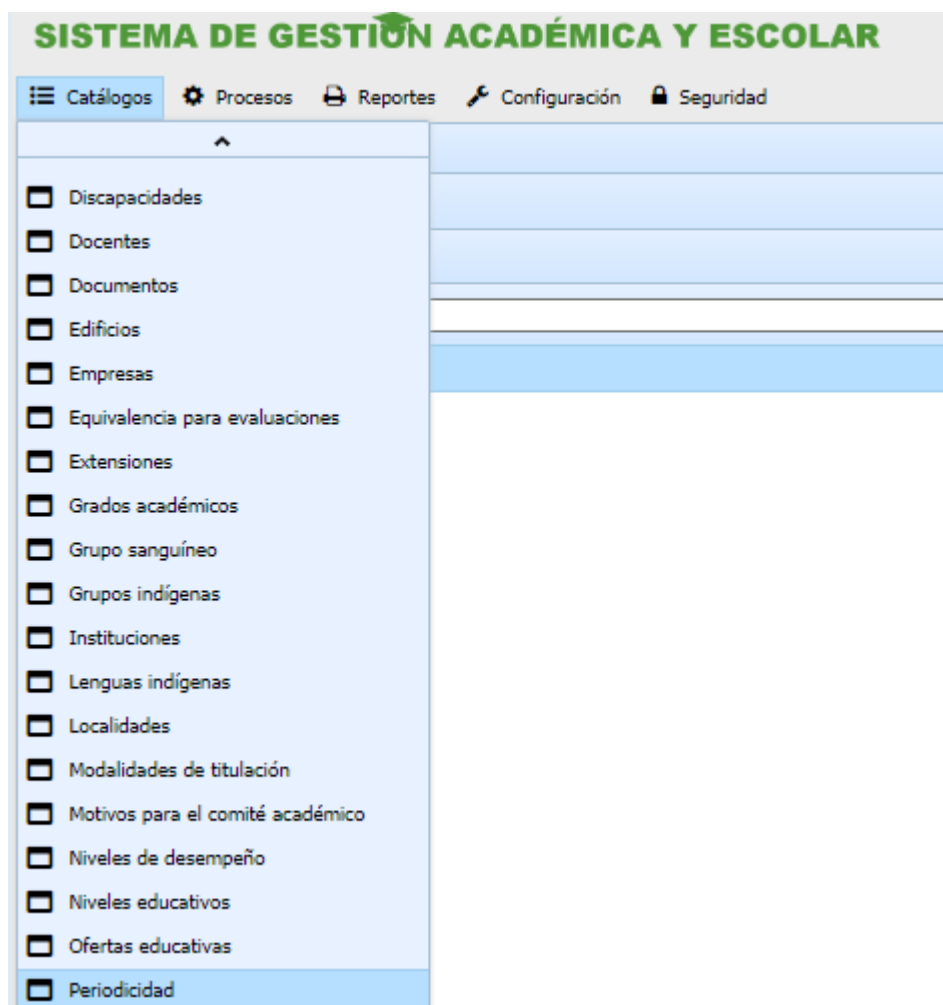 SISTEMA DE GESTIÓN ACADÉMICA Y ESCOLAR
Catálogos Procesos Reportes Configuración Seguridad
Discapacidades
Docentes
Documentos
Edificios
Empresas
Equivalencia para evaluaciones
Extensiones
Grados académicos
Grupo sanguíneo
Grupos indígenas
Instituciones
Lenguas indígenas
Localidades
Modalidades de titulación
Motivos para el comité académico
Niveles de desempeño
Niveles educativos
Ofertas educativas
Periodicidad